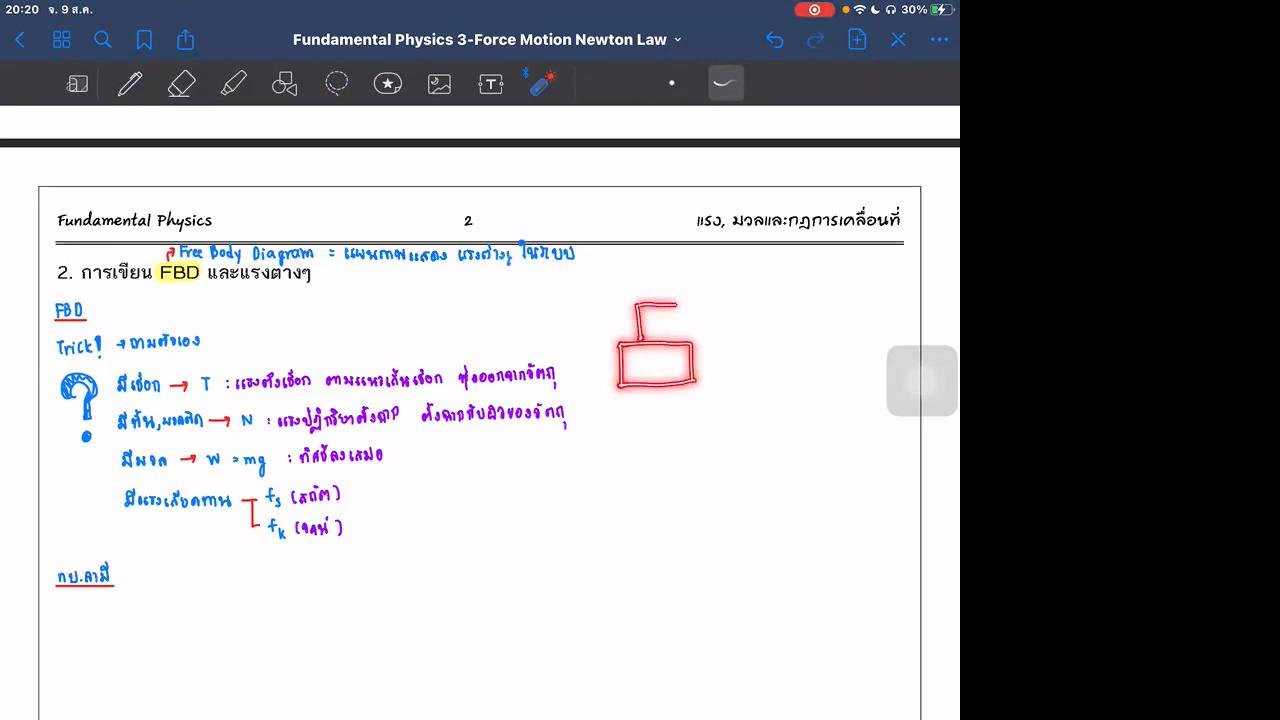 20:20 จ. 9 ส.ค. 30%
Fundamental Physics 3-Force Motion Newton Law
Fundamental Physics 2 แรง, มวลและกฎการเคลื่อนที่
Free Body Diagram = แผนภาพแสดง แรงต่างๆ ในระบบ
2. การเขียน FBD และแรงต่างๆ
FBD
Trick! → ถามตัวเอง
? มีเชือก → T : แรงตึงเชือก ตามแนวเส้นเชือก พุ่งออกจากวัตถุ
มีพื้น, → N : แรงปฏิกิริยาตั้งฉาก ตั้งฉากกับผิวของวัตถุ
มีมวล → W = mg : ทิศชี้ลงเสมอ
มีแรงเสียดทาน fs (สถิต)
fk (จลน์)
ทบ.ลามี